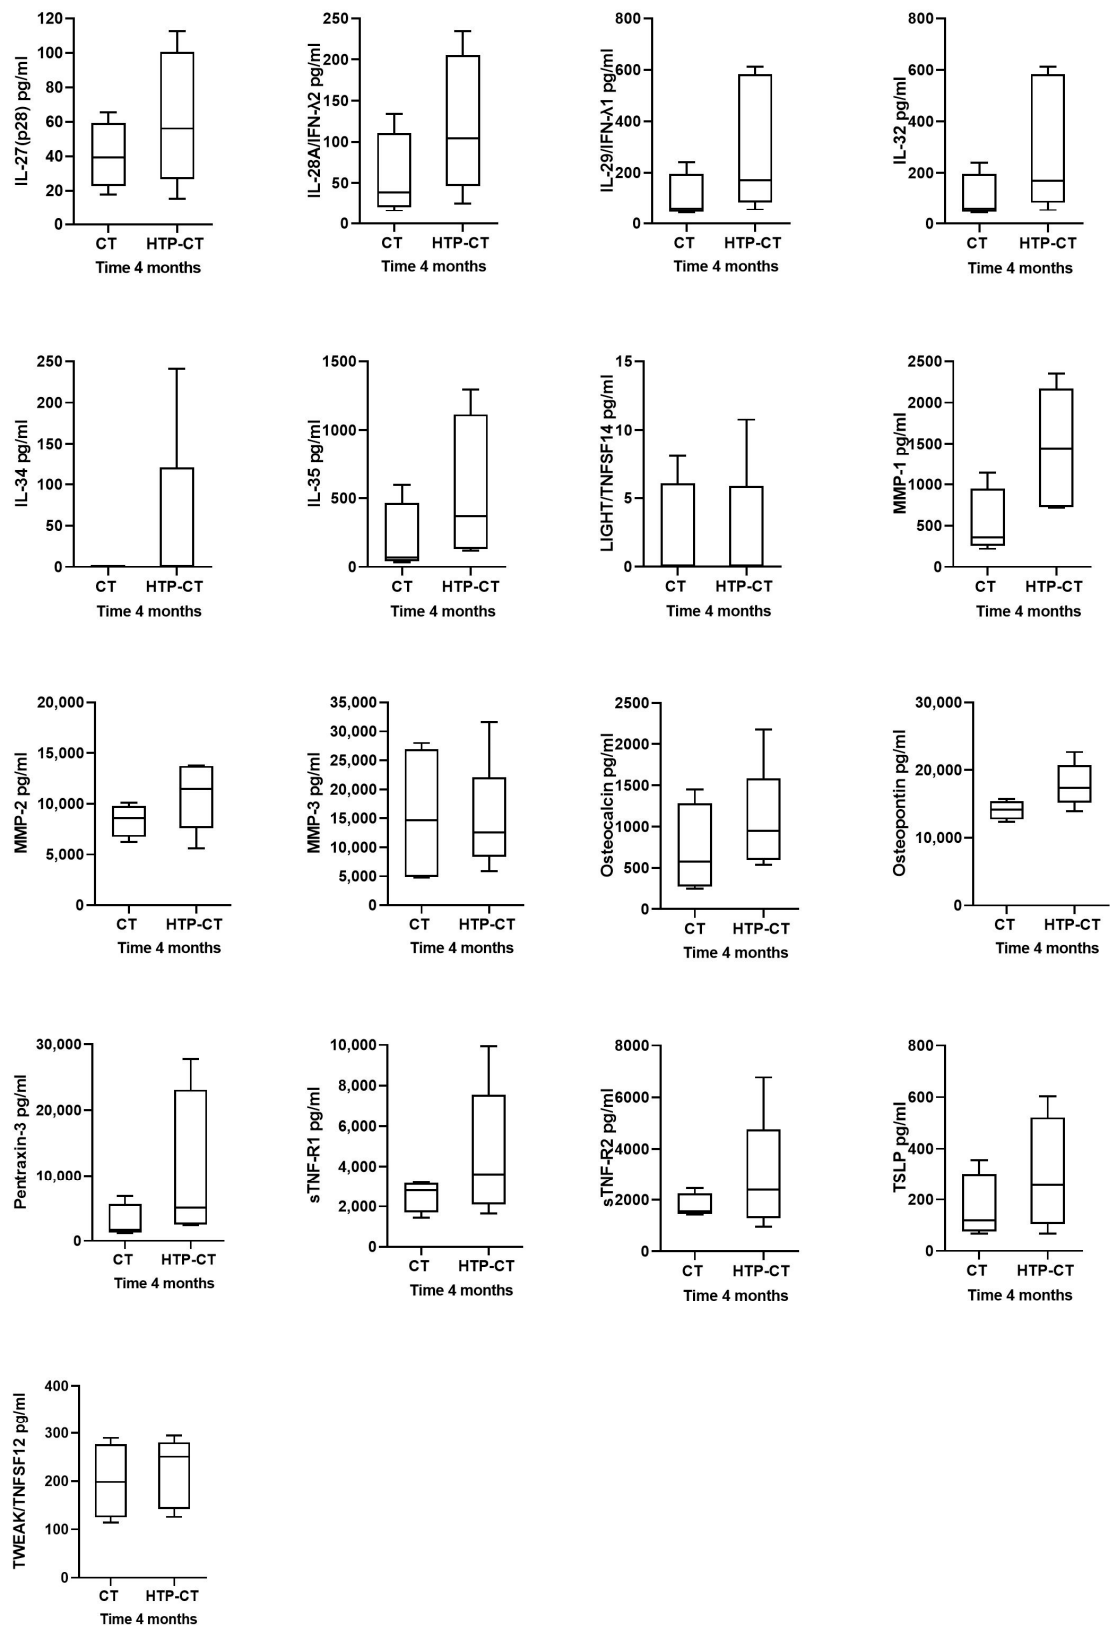 IL-27(p28) pg/ml
120
100
80
60
40
20
0
CT HTP-CT
Time 4 months
IL-28A/IFN-λ2 pg/ml
250
200
150
100
50
0
CT HTP-CT
Time 4 months
IL-29/IFN-λ1 pg/ml
800
600
400
200
0
CT HTP-CT
Time 4 months
IL-32 pg/ml
800
600
400
200
0
CT HTP-CT
Time 4 months
IL-34 pg/ml
250
200
150
100
50
0
CT HTP-CT
Time 4 months
IL-35 pg/ml
1500
1000
500
0
CT HTP-CT
Time 4 months
LIGHT/TNFSF14 pg/ml
15
10
5
0
CT HTP-CT
Time 4 months
MMP-1 pg/ml
2500
2000
1500
1000
500
0
CT HTP-CT
Time 4 months
MMP-2 pg/ml
20,000
15,000
10,000
5,000
0
CT HTP-CT
Time 4 months
MMP-3 pg/ml
35,000
30,000
25,000
20,000
15,000
10,000
5,000
0
CT HTP-CT
Time 4 months
Osteocalcin pg/ml
2500
2000
1500
1000
500
0
CT HTP-CT
Time 4 months
Osteopontin pg/ml
30,000
20,000
10,000
0
CT HTP-CT
Time 4 months
Pentraxin-3 pg/ml
30,000
20,000
10,000
0
CT HTP-CT
Time 4 months
sTNF-R1 pg/ml
10,000
8,000
6,000
4,000
2,000
0
CT HTP-CT
Time 4 months
sTNF-R2 pg/ml
8000
6000
4000
2000
0
CT HTP-CT
Time 4 months
TSLP pg/ml
800
600
400
200
0
CT HTP-CT
Time 4 months
TWEAK/TNFSF12 pg/ml
400
300
200
100
0
CT HTP-CT
Time 4 months